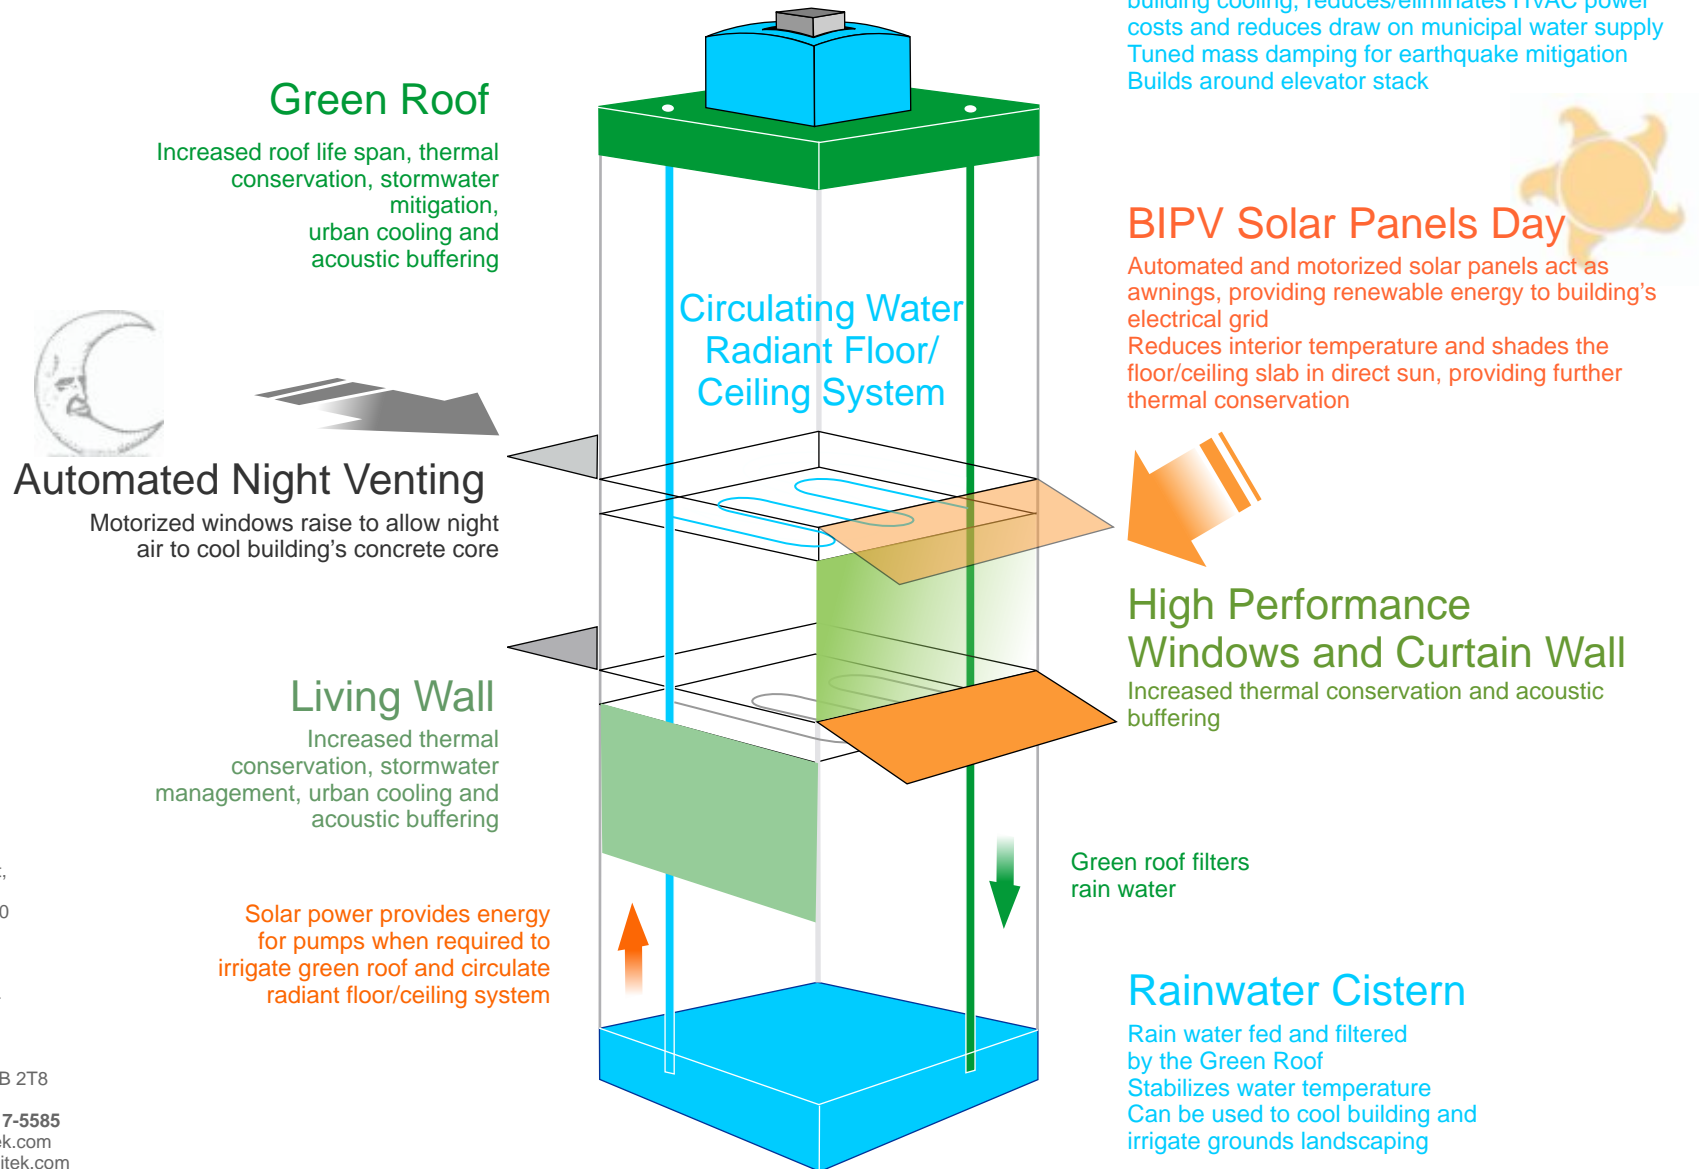 building cooling, reduces/eliminates HVAC power
costs and reduces draw on municipal water supply
Tuned mass damping for earthquake mitigation
Builds around elevator stack
Green Roof
Increased roof life span, thermal
conservation, stormwater
mitigation,
urban cooling and
acoustic buffering
BIPV Solar Panels Day
Automated and motorized solar panels act as
awnings, providing renewable energy to building's
electrical grid
Reduces interior temperature and shades the
floor/ceiling slab in direct sun, providing further
thermal conservation
Circulating Water
Radiant Floor/
Ceiling System
Automated Night Venting
Motorized windows raise to allow night
air to cool building's concrete core
High Performance
Windows and Curtain Wall
Increased thermal conservation and acoustic
buffering
Living Wall
Increased thermal
conservation, stormwater
management, urban cooling and
acoustic buffering
Green roof filters
rain water
Solar power provides energy
for pumps when required to
irrigate green roof and circulate
radiant floor/ceiling system
Rainwater Cistern
Rain water fed and filtered
by the Green Roof
Stabilizes water temperature
Can be used to cool building and
irrigate grounds landscaping
0
B 2T8
7-5585
ek.com
itek.com